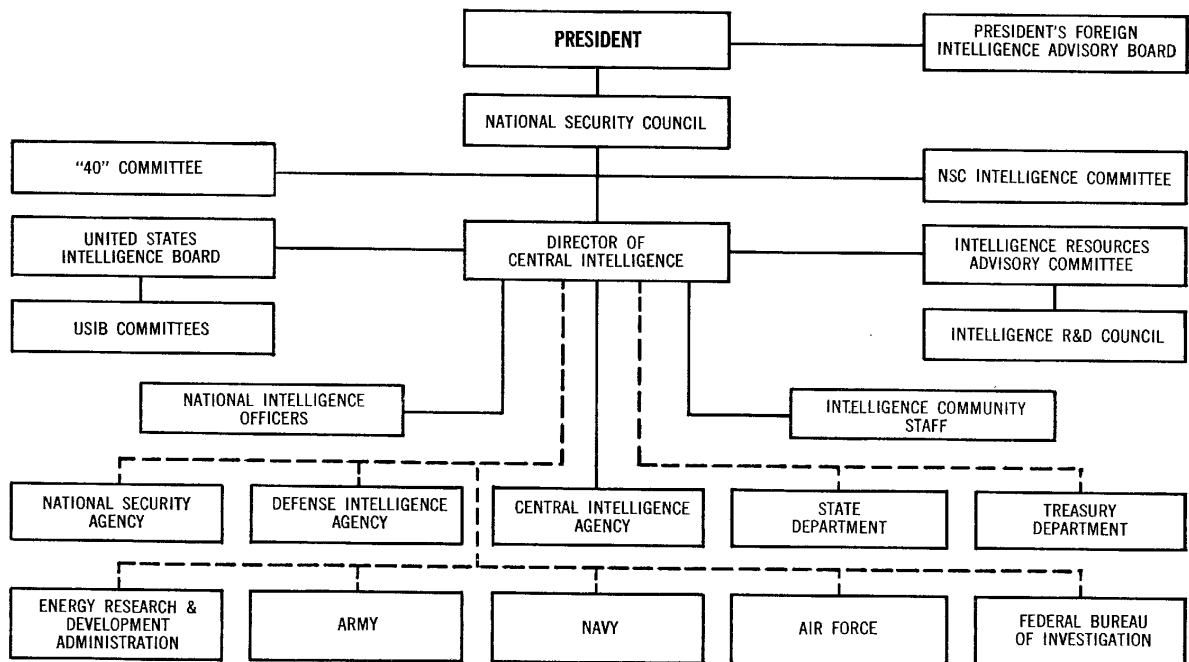 PRESIDENT
PRESIDENT'S FOREIGN
INTELLIGENCE ADVISORY BOARD
NATIONAL SECURITY COUNCIL
"40" COMMITTEE
NSC INTELLIGENCE COMMITTEE
UNITED STATES
INTELLIGENCE BOARD
DIRECTOR OF
CENTRAL INTELLIGENCE
INTELLIGENCE RESOURCES
ADVISORY COMMITTEE
USIB COMMITTEES
INTELLIGENCE R&D COUNCIL
NATIONAL INTELLIGENCE
OFFICERS
INTELLIGENCE COMMUNITY
STAFF
NATIONAL SECURITY
AGENCY
DEFENSE INTELLIGENCE
AGENCY
CENTRAL INTELLIGENCE
AGENCY
STATE
DEPARTMENT
TREASURY
DEPARTMENT
ENERGY RESEARCH &
DEVELOPMENT
ADMINISTRATION
ARMY
NAVY
AIR FORCE
FEDERAL BUREAU
OF INVESTIGATION